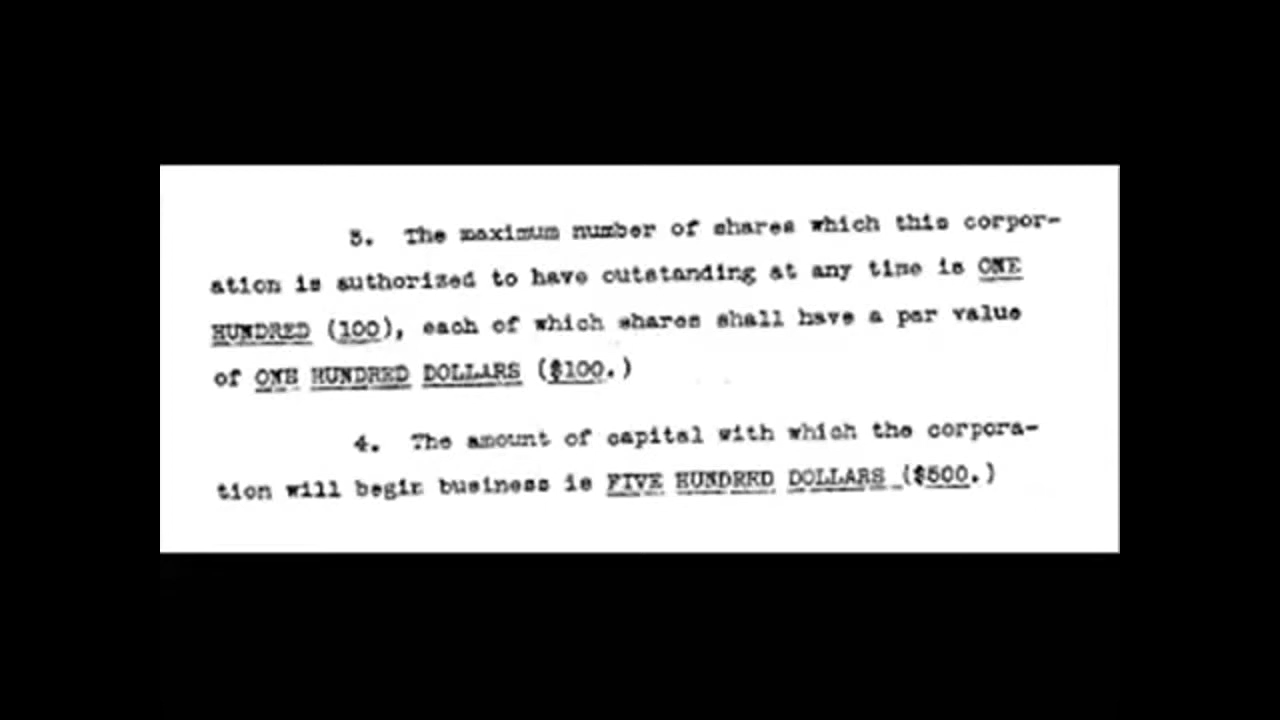 3. The maximum number of shares which this corpor-
ation is authorized to have outstanding at any time is ONE
HUNDRED (100), each of which shares shall have a par value
of ONE HUNDRED DOLLARS ($100.)
4. The amount of capital with which the corpora-
tion will begin business is FIVE HUNDRED DOLLARS ($500.)